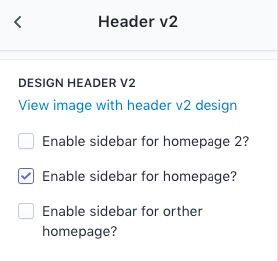 Header v2
DESIGN HEADER V2
View image with header v2 design
Enable sidebar for homepage 2?
Enable sidebar for homepage?
Enable sidebar for orther
homepage?